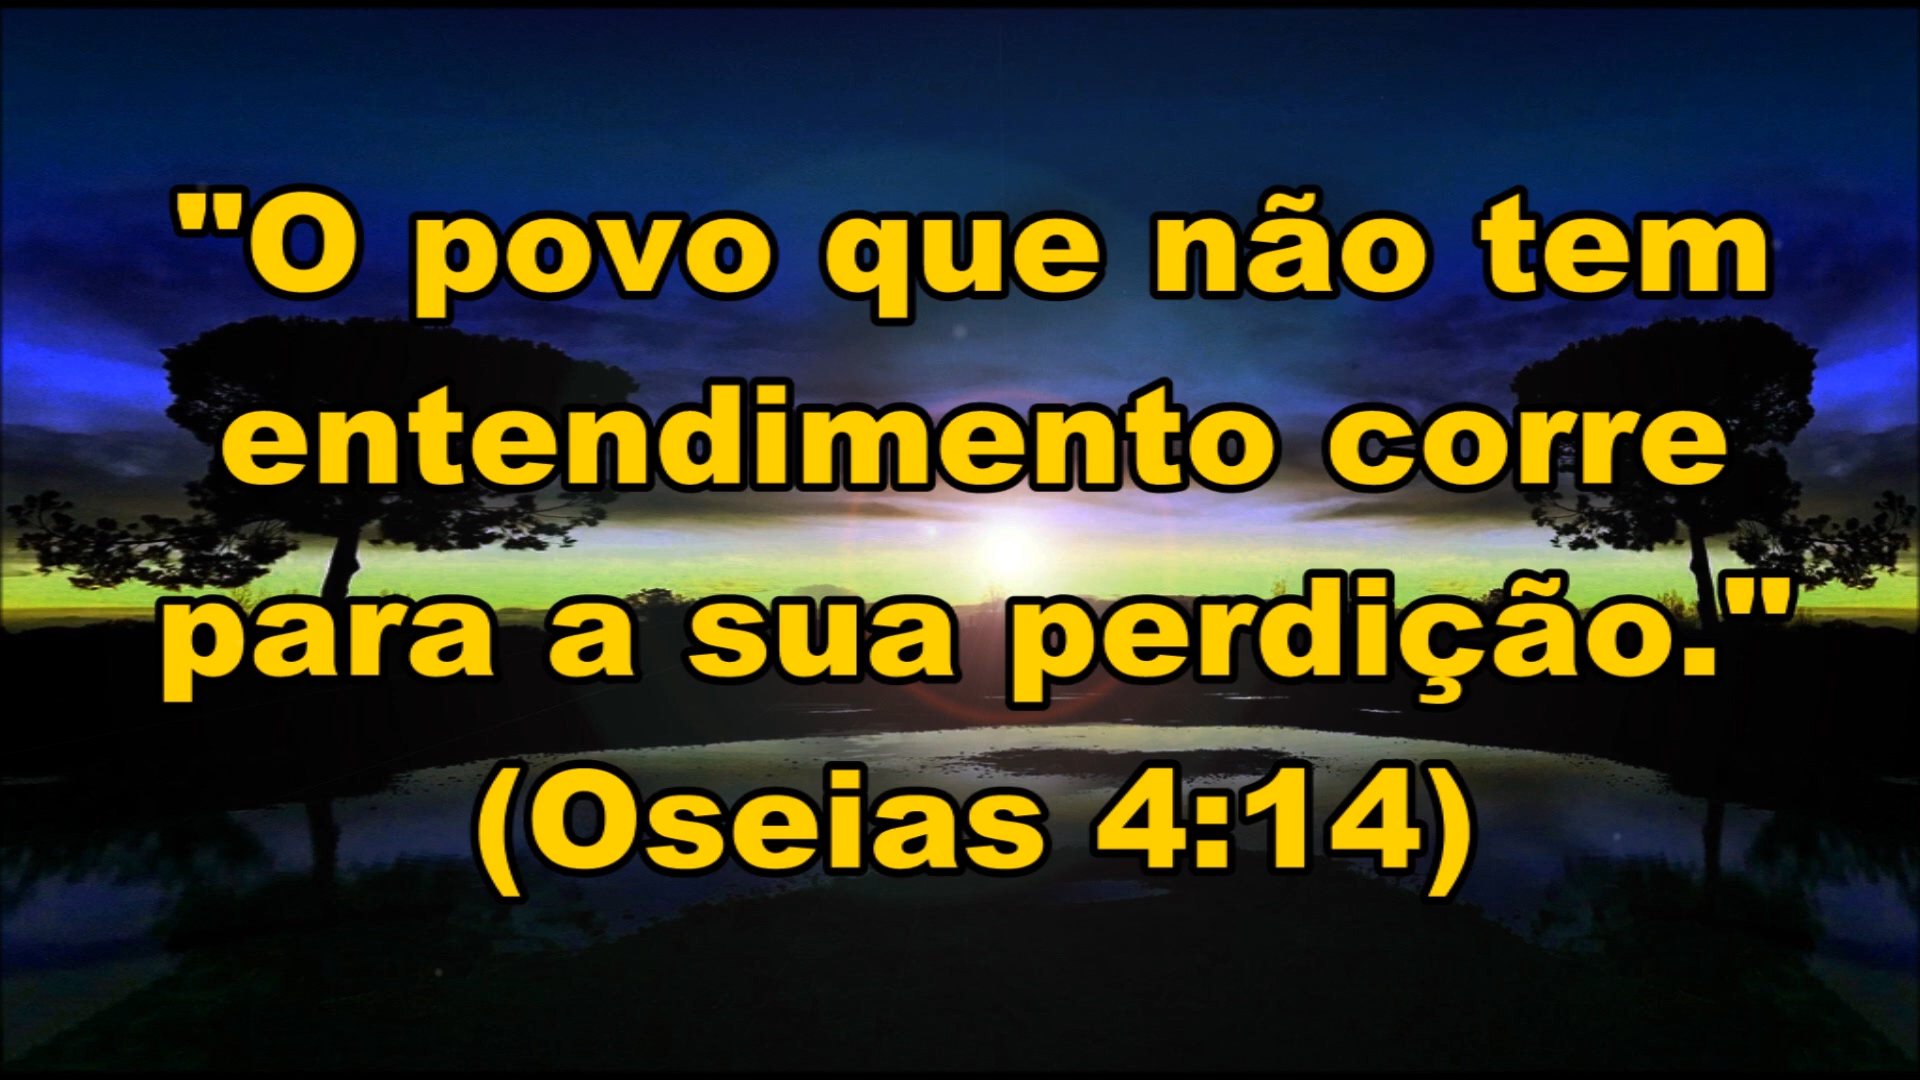 "O povo que não tem
entendimento corre
para a sua perdição."
(Oseias 4:14)